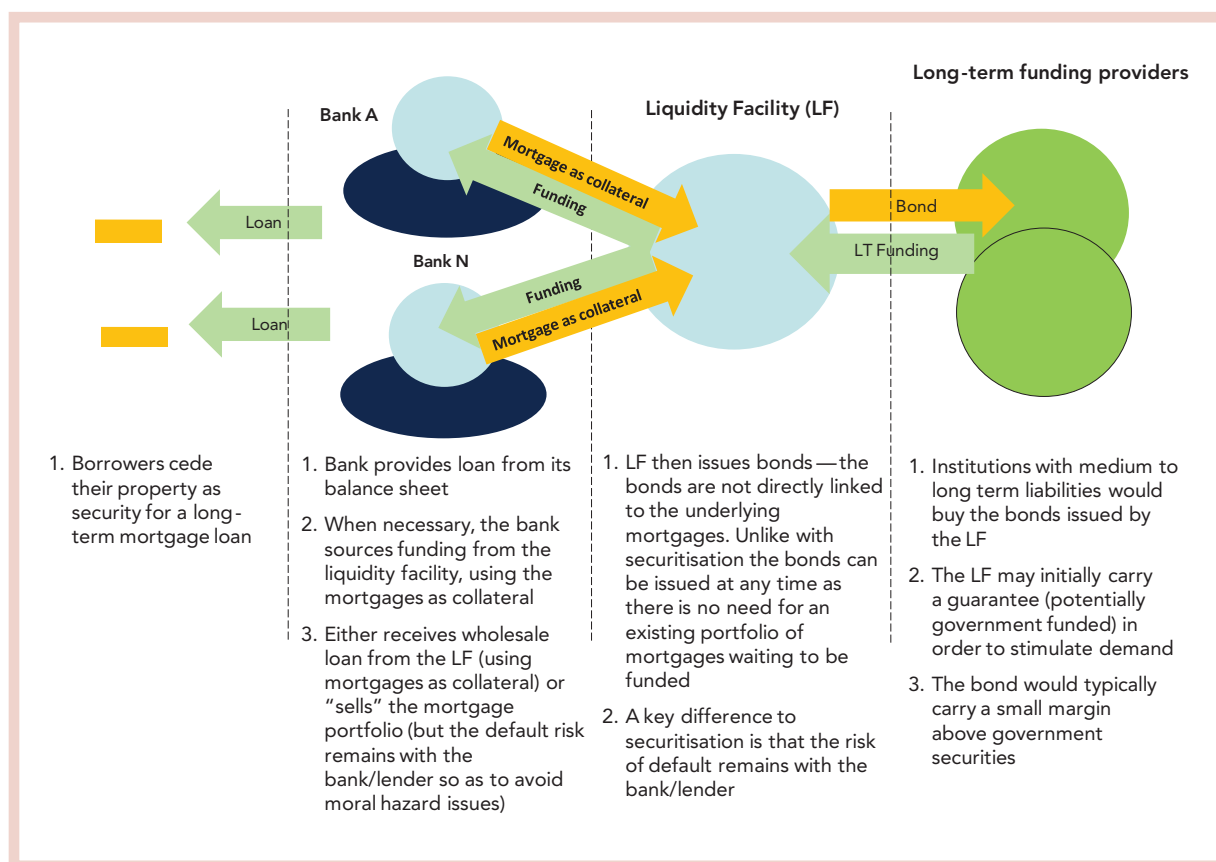 Long-term funding providers
Bank A
Liquidity Facility (LF)
Mortgage as collateral
Funding
Loan
Bond
LT Funding
Bank N
Funding
Mortgage as collateral
Loan
1. Borrowers cede
their property as
security for a long-
term mortgage loan
1. Bank provides loan from its
balance sheet
2. When necessary, the bank
sources funding from the
liquidity facility, using the
mortgages as collateral
3. Either receives wholesale
loan from the LF (using
mortgages as collateral) or
“sells” the mortgage
portfolio (but the default risk
remains with the
bank/lender so as to avoid
moral hazard issues)
1. LF then issues bonds — the
bonds are not directly linked
to the underlying
mortgages. Unlike with
securitisation the bonds can
be issued at any time as
there is no need for an
existing portfolio of
mortgages waiting to be
funded
2. A key difference to
securitisation is that the risk
of default remains with the
bank/lender
1. Institutions with medium to
long term liabilities would
buy the bonds issued by
the LF
2. The LF may initially carry
a guarantee (potentially
government funded) in
order to stimulate demand
3. The bond would typically
carry a small margin
above government
securities